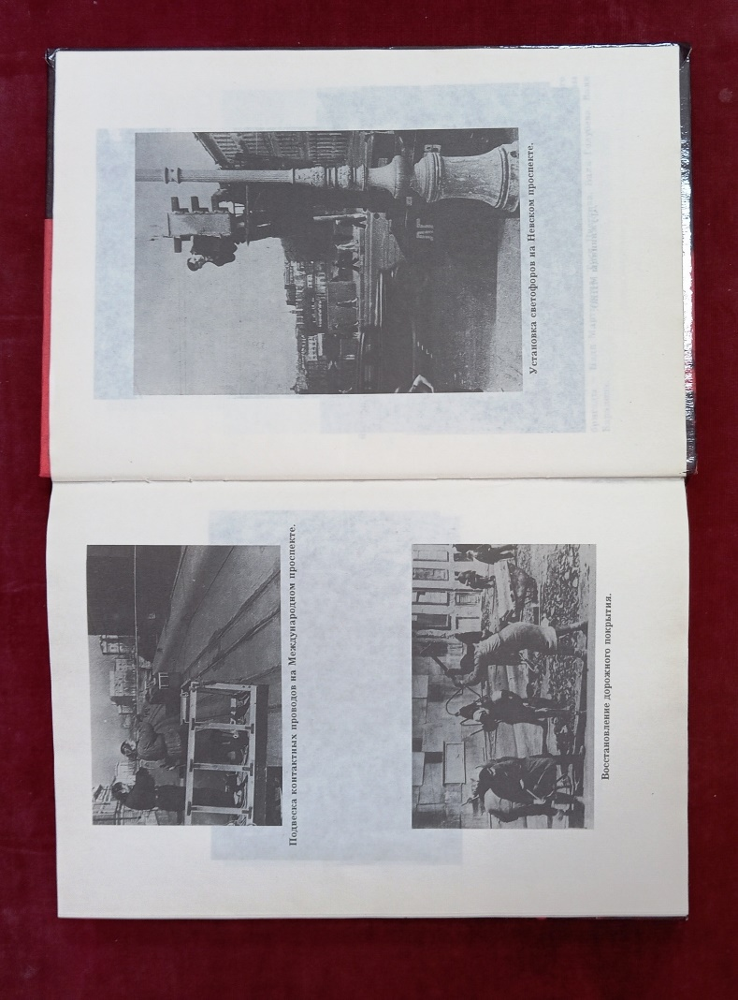 Подвеска контактных проводов на Международном проспекте.
Восстановление дорожного покрытия.
Установка светофоров на Невском проспекте.